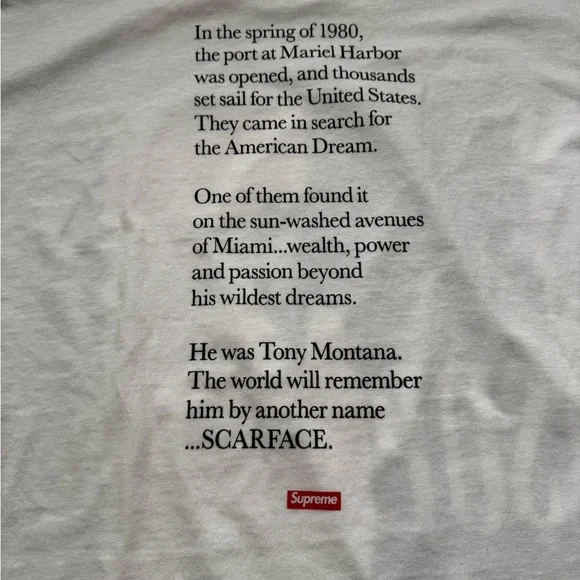 In the spring of 1980,
the port at Mariel Harbor
was opened, and thousands
set sail for the United States.
They came in search for
the American Dream.
One of them found it
on the sun-washed avenues
of Miami...wealth, power
and passion beyond
his wildest dreams.
He was Tony Montana.
The world will remember
him by another name
...SCARFACE.
Supreme